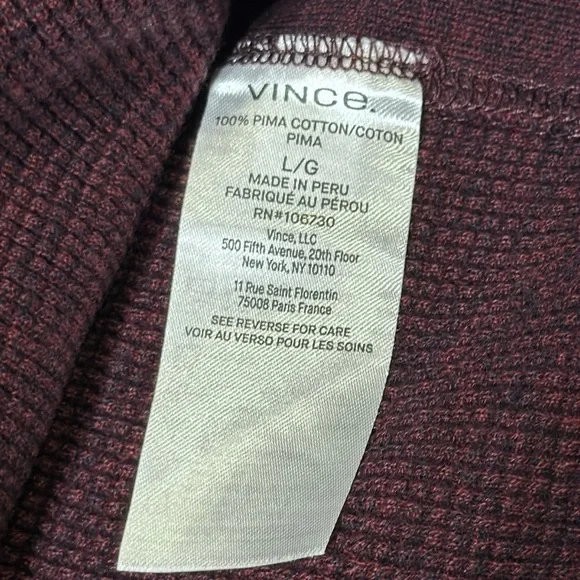 VINCe.
100% PIMA COTTON/COTON
PIMA
L/G
MADE IN PERU
FABRIQUÉ AU PÉROU
RN#106730
Vince, LLC
500 Fifth Avenue, 20th Floor
New York, NY 10110
11 Rue Saint Florentin
75008 Paris France
SEE REVERSE FOR CARE
VOIR AU VERSO POUR LES SOINS